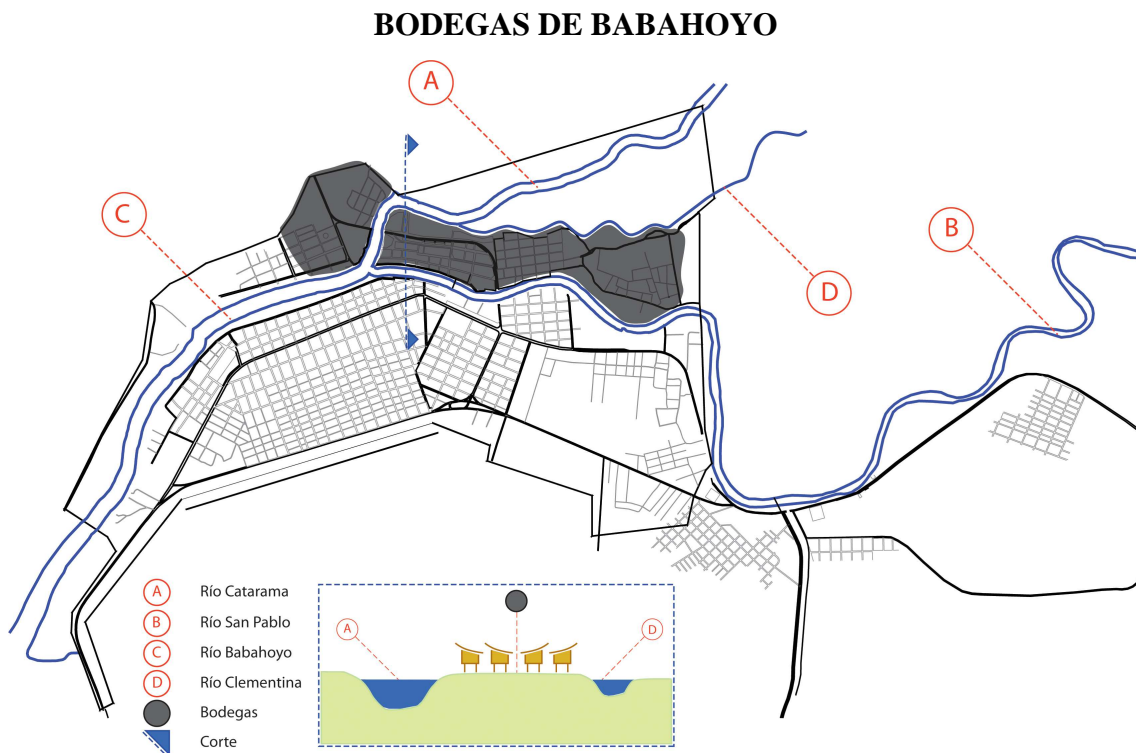 BODEGAS DE BABAHOYO
A
B
C
D
A Río Catarama
B Río San Pablo
C Río Babahoyo
D Río Clementina
Bodegas
Corte
A
D